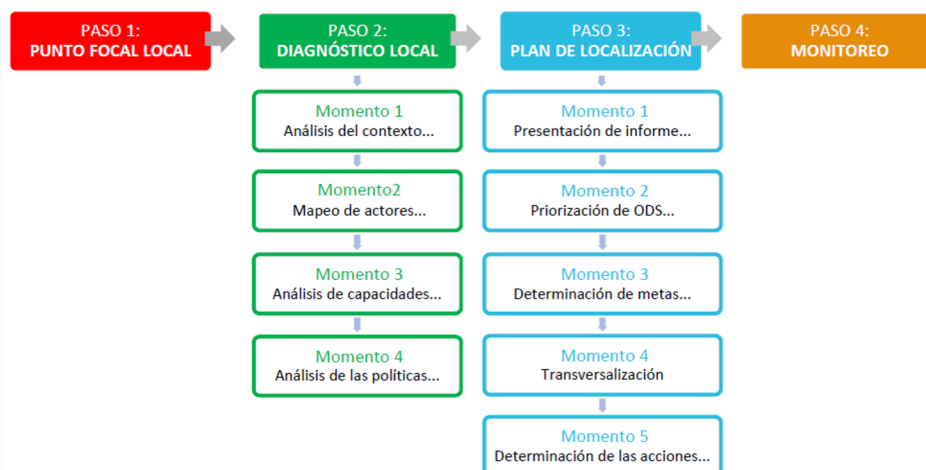 PASO 1:
PUNTO FOCAL LOCAL
PASO 2:
DIAGNÓSTICO LOCAL
PASO 3:
PLAN DE LOCALIZACIÓN
PASO 4:
MONITOREO
Momento 1
Análisis del contexto...
Momento2
Mapeo de actores...
Momento 3
Análisis de capacidades...
Momento 4
Análisis de las políticas...
Momento 1
Presentación de informe...
Momento 2
Priorización de ODS...
Momento 3
Determinación de metas...
Momento 4
Transversalización
Momento 5
Determinación de las acciones...